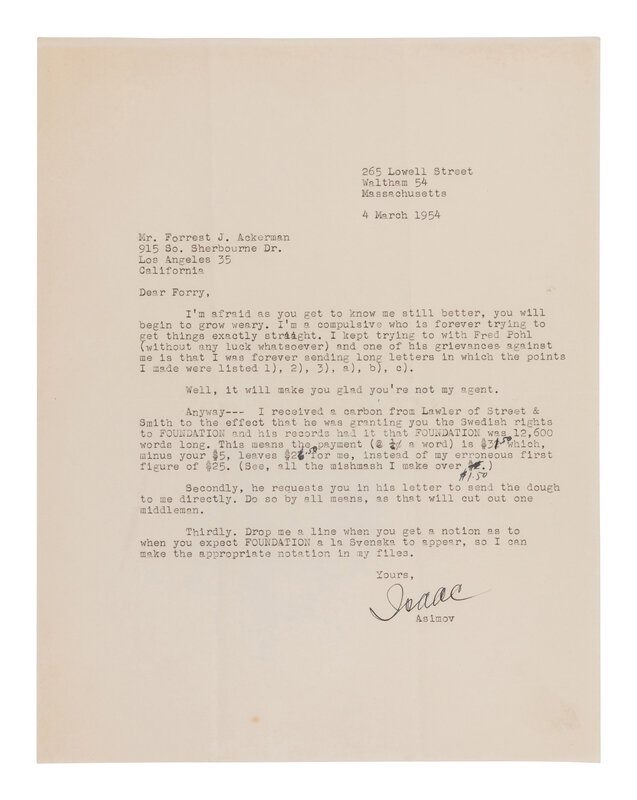 265 Lowell Street
Waltham 54
Massachusetts
4 March 1954
Mr. Forrest J. Ackerman
915 So. Sherbourne Dr.
Los Angeles 35
California
Dear Forry,
I'm afraid as you get to know me still better, you will
begin to grow weary. I'm a compulsive who is forever trying to
get things exactly straight. I kept trying to with Fred Pohl
(without any luck whatsoever) and one of his grievances against
me is that I was forever sending long letters in which the points
I made were listed 1), 2), 3), a), b), c).
Well, it will make you glad you're not my agent.
Anyway--- I received a carbon from Lawler of Street &
Smith to the effect that he was granting you the Swedish rights
to FOUNDATION and his records had it that FOUNDATION was 12,600
words long. This means the payment (@ ¼¢ a word) is $31.50 which,
minus your $5, leaves $26.50 for me, instead of my erroneous first
figure of $25. (See, all the mishmash I make over $1.50.)
Secondly, he requests you in his letter to send the dough
to me directly. Do so by all means, as that will cut out one
middleman.
Thirdly. Drop me a line when you get a notion as to
when you expect FOUNDATION a la Svenska to appear, so I can
make the appropriate notation in my files.
Yours,
Isaac
Asimov